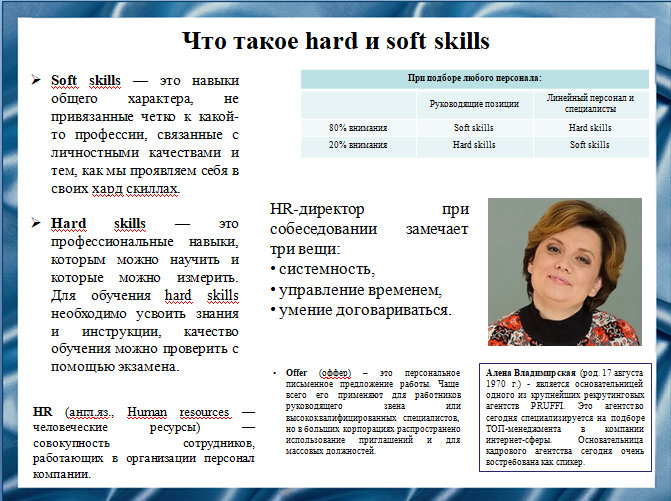 Что такое hard и soft skills
➢ Soft skills — это навыки
общего характера, не
привязанные четко к какой-
то профессии, связанные с
личностными качествами и
тем, как мы проявляем себя в
своих хард скиллах.
➢ Hard skills — это
профессиональные навыки,
которым можно научить и
которые можно измерить.
Для обучения hard skills
необходимо усвоить знания
и инструкции, качество
обучения можно проверить с
помощью экзамена.
HR (англ.яз., Human resources —
человеческие ресурсы) —
совокупность сотрудников,
работающих в организации персонал
компании.
При подборе любого персонала:
Руководящие позиции Линейный персонал и
специалисты
80% внимания Soft skills Hard skills
20% внимания Hard skills Soft skills
HR-директор при
собеседовании замечает
три вещи:
• системность,
• управление временем,
• умение договариваться.
• Offer (оффер) – это персональное
письменное предложение работы. Чаще
всего его применяют для работников
руководящего звена или
высококвалифицированных специалистов,
но в больших корпорациях распространено
использование приглашений и для
массовых должностей.
Алена Владимирская (род. 17 августа
1970 г.) - является основательницей
одного из крупнейших рекрутинговых
агентств PRUFFI. Это агентство
сегодня специализируется на подборе
ТОП-менеджмента в компании
интернет-сферы. Основательница
кадрового агентства сегодня очень
востребована как спикер.